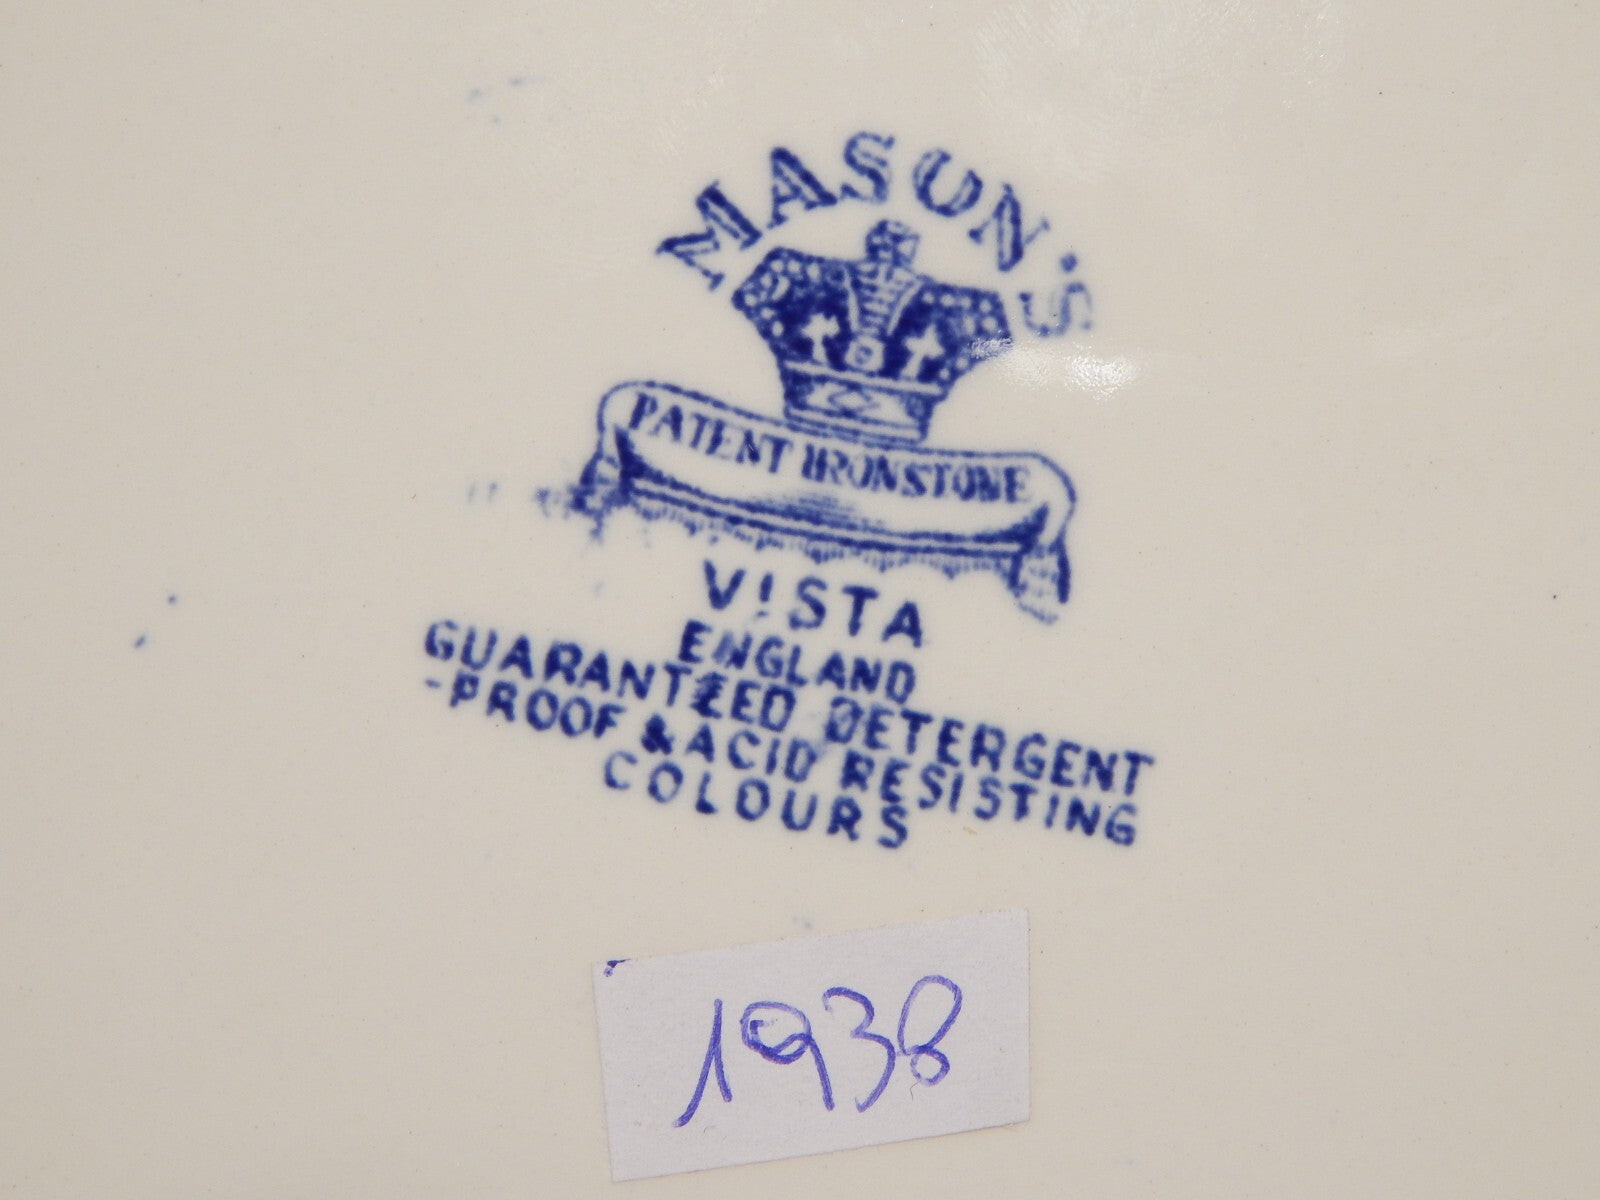 MASON'S
PATENT IRONSTONE
VISTA
ENGLAND
GUARANTEED DETERGENT
-PROOF & ACID RESISTING
COLOURS
1938